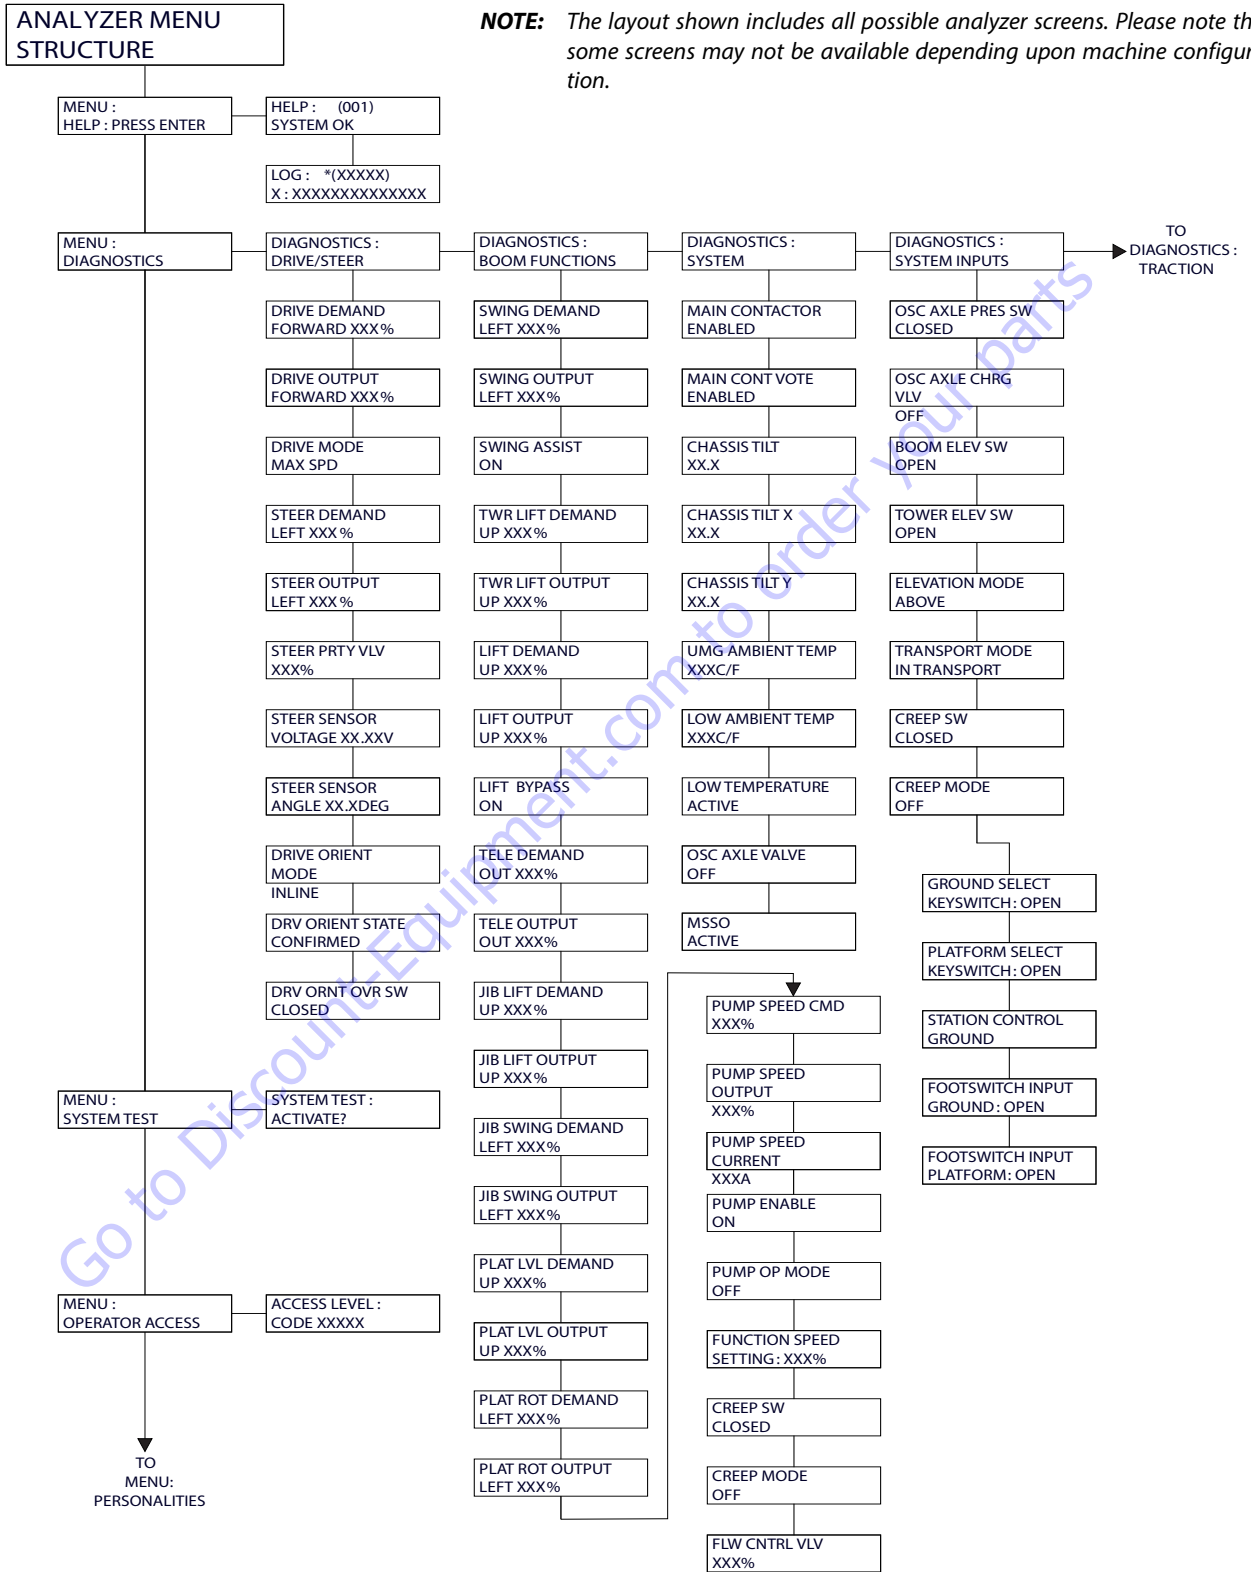 ANALYZER MENU
STRUCTURE
NOTE: The layout shown includes all possible analyzer screens. Please note th
some screens may not be available depending upon machine configur
tion.
MENU :
HELP : PRESS ENTER
HELP : (001)
SYSTEM OK
LOG : *(XXXXX)
X : XXXXXXXXXXXXXX
MENU :
DIAGNOSTICS
DIAGNOSTICS :
DRIVE/STEER
DRIVE DEMAND
FORWARD XXX%
DRIVE OUTPUT
FORWARD XXX%
DRIVE MODE
MAX SPD
STEER DEMAND
LEFT XXX %
STEER OUTPUT
LEFT XXX %
STEER PRTY VLV
XXX%
STEER SENSOR
VOLTAGE XX.XXV
STEER SENSOR
ANGLE XX.XDEG
DRIVE ORIENT
MODE
INLINE
DRV ORIENT STATE
CONFIRMED
DRV ORNT OVR SW
CLOSED
DIAGNOSTICS :
BOOM FUNCTIONS
SWING DEMAND
LEFT XXX%
SWING OUTPUT
LEFT XXX%
SWING ASSIST
ON
TWR LIFT DEMAND
UP XXX%
TWR LIFT OUTPUT
UP XXX%
LIFT DEMAND
UP XXX%
LIFT OUTPUT
UP XXX%
LIFT BYPASS
ON
TELE DEMAND
OUT XXX%
TELE OUTPUT
OUT XXX%
JIB LIFT DEMAND
UP XXX%
JIB LIFT OUTPUT
UP XXX%
JIB SWING DEMAND
LEFT XXX%
JIB SWING OUTPUT
LEFT XXX%
PLAT LVL DEMAND
UP XXX%
PLAT LVL OUTPUT
UP XXX%
PLAT ROT DEMAND
LEFT XXX%
PLAT ROT OUTPUT
LEFT XXX%
PUMP SPEED CMD
XXX%
PUMP SPEED
OUTPUT
XXX%
PUMP SPEED
CURRENT
XXXA
PUMP ENABLE
ON
PUMP OP MODE
OFF
FUNCTION SPEED
SETTING : XXX%
CREEP SW
CLOSED
CREEP MODE
OFF
FLW CNTRL VLV
XXX%
DIAGNOSTICS :
SYSTEM
MAIN CONTACTOR
ENABLED
MAIN CONT VOTE
ENABLED
CHASSIS TILT
XX.X
CHASSIS TILT X
XX.X
CHASSIS TILT Y
XX.X
UMG AMBIENT TEMP
XXXC/F
LOW AMBIENT TEMP
XXXC/F
LOW TEMPERATURE
ACTIVE
OSC AXLE VALVE
OFF
MSSO
ACTIVE
DIAGNOSTICS :
SYSTEM INPUTS
OSC AXLE PRES SW
CLOSED
OSC AXLE CHRG
VLV
OFF
BOOM ELEV SW
OPEN
TOWER ELEV SW
OPEN
ELEVATION MODE
ABOVE
TRANSPORT MODE
IN TRANSPORT
CREEP SW
CLOSED
CREEP MODE
OFF
GROUND SELECT
KEYSWITCH : OPEN
PLATFORM SELECT
KEYSWITCH : OPEN
STATION CONTROL
GROUND
FOOTSWITCH INPUT
GROUND : OPEN
FOOTSWITCH INPUT
PLATFORM: OPEN
TO
DIAGNOSTICS :
TRACTION
MENU :
SYSTEM TEST
SYSTEM TEST :
ACTIVATE?
MENU :
OPERATOR ACCESS
ACCESS LEVEL :
CODE XXXXX
TO
MENU:
PERSONALITIES
Go to Discount-Equipment.com to order your parts